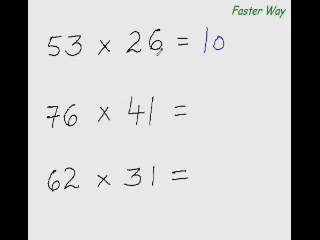 Faster Way
53 × 26 = 10
76 × 41 =
62 × 31 =